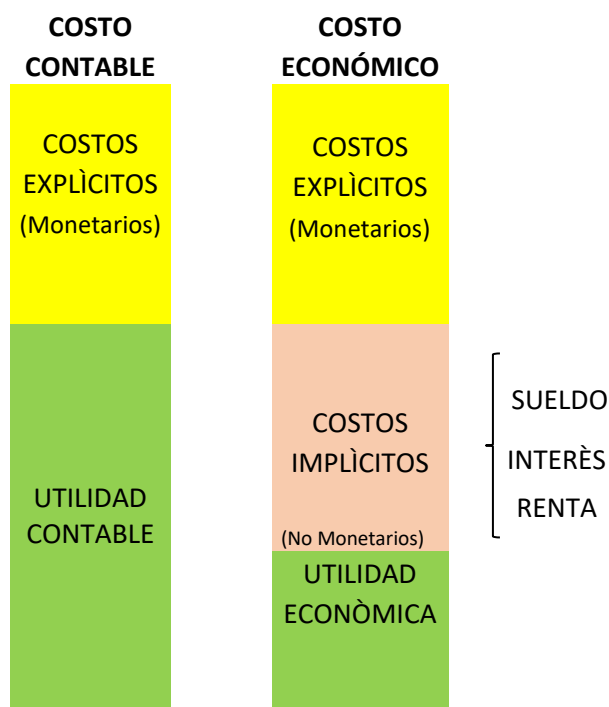 COSTO
CONTABLE
COSTOS
EXPLÌCITOS
(Monetarios)
UTILIDAD
CONTABLE
COSTO
ECONÓMICO
COSTOS
EXPLÌCITOS
(Monetarios)
COSTOS
IMPLÌCITOS
(No Monetarios)
UTILIDAD
ECONÒMICA
SUELDO
INTERÈS
RENTA